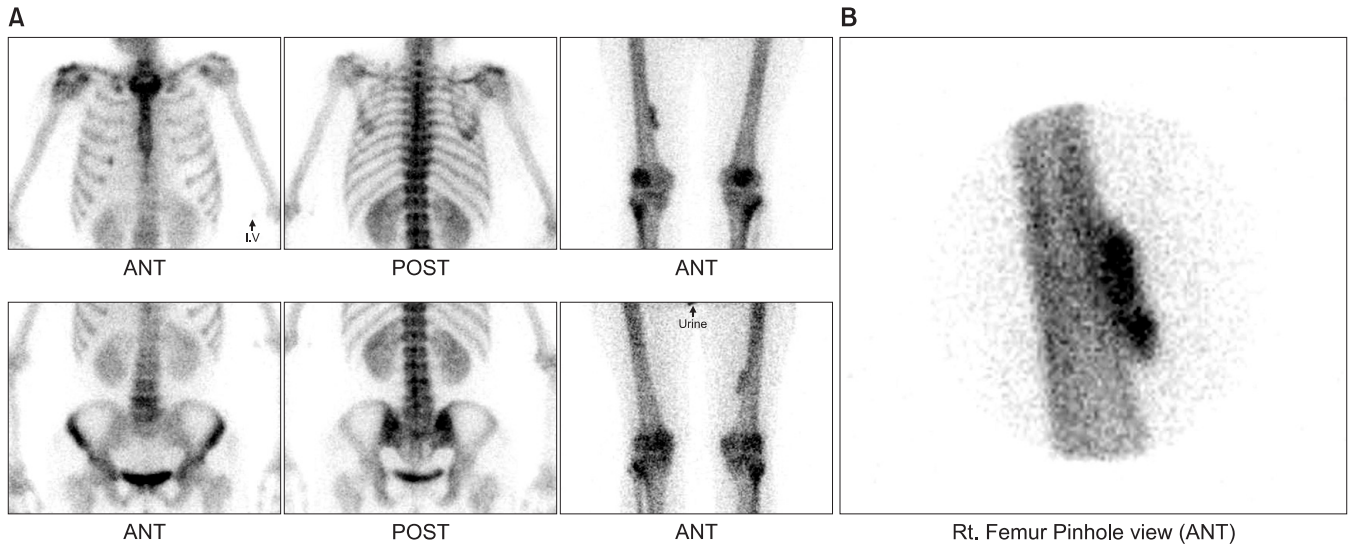 A
B
I.V
ANT
POST
ANT
Urine
ANT
POST
ANT
Rt. Femur Pinhole view (ANT)